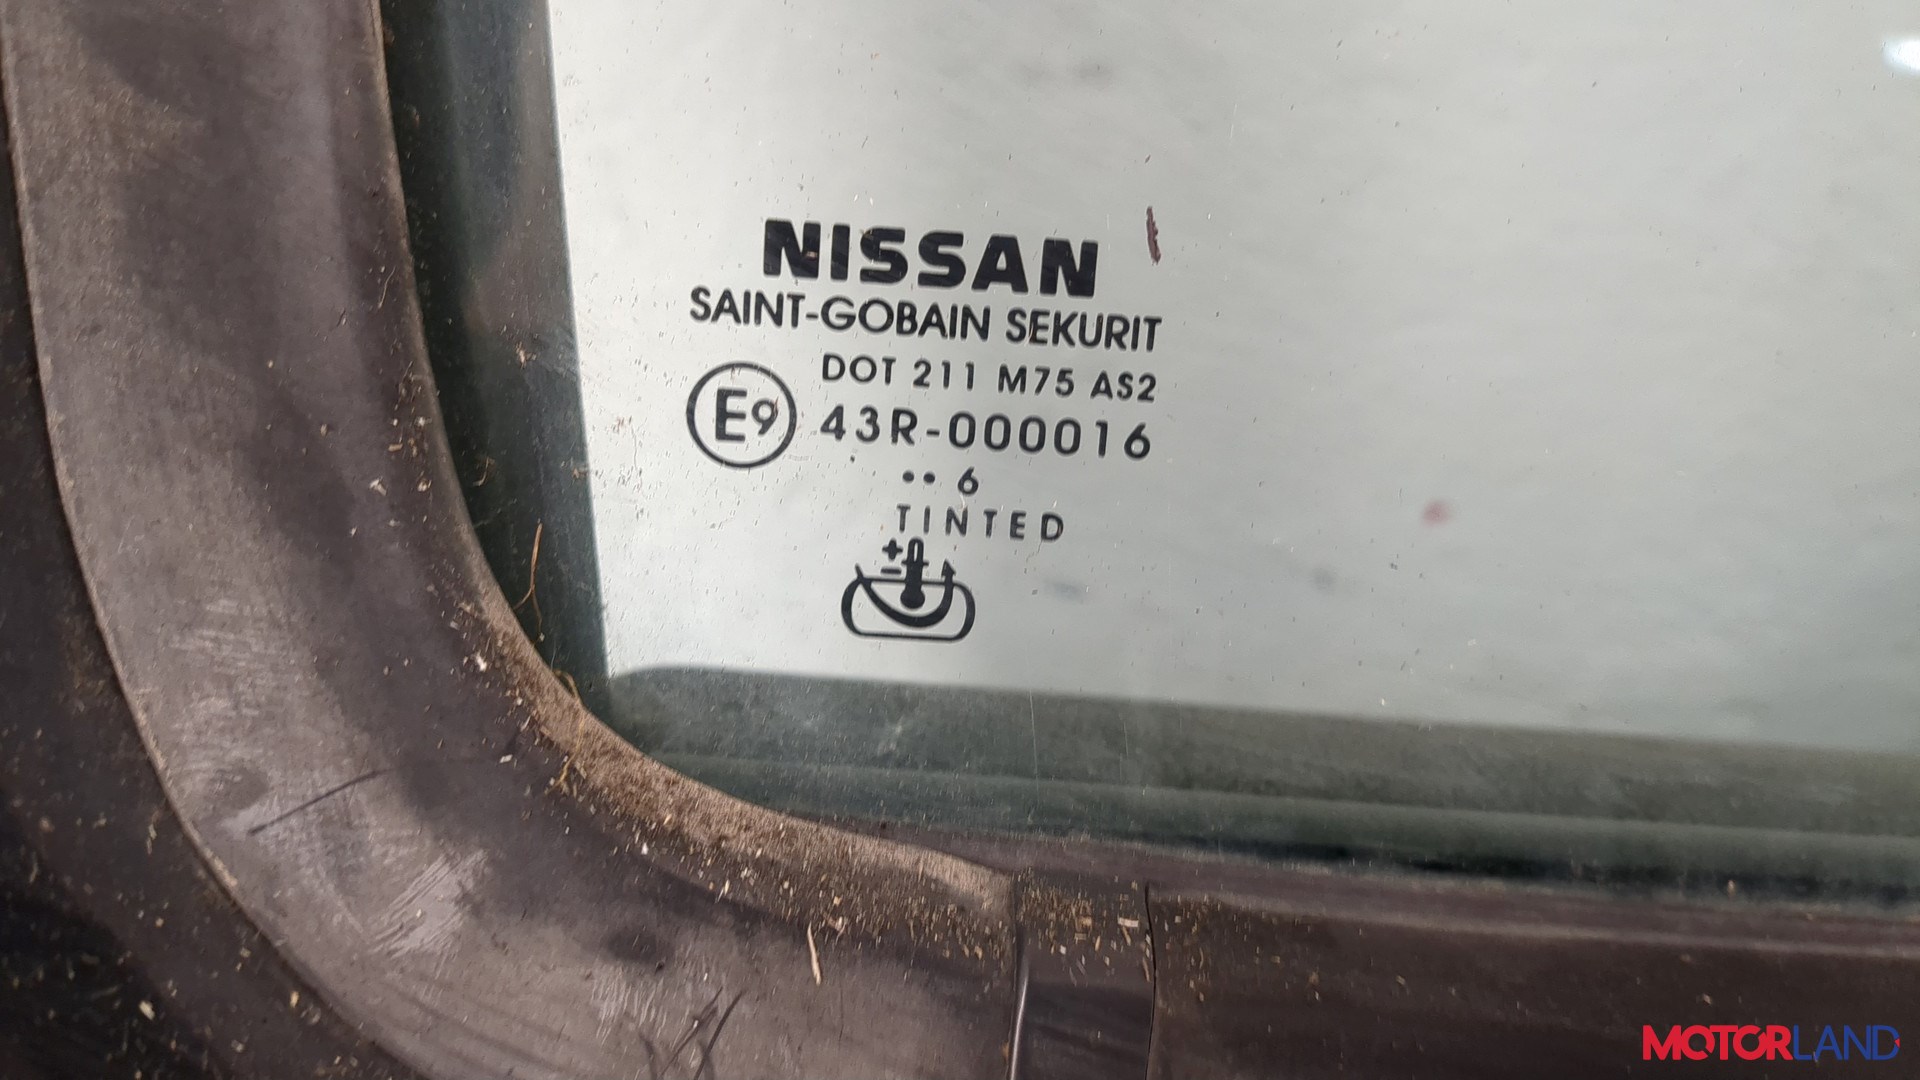 NISSAN
SAINT-GOBAIN SEKURIT
DOT 211 M75 AS2
E9 43R-000016
•• 6
TINTED
MOTORLAND